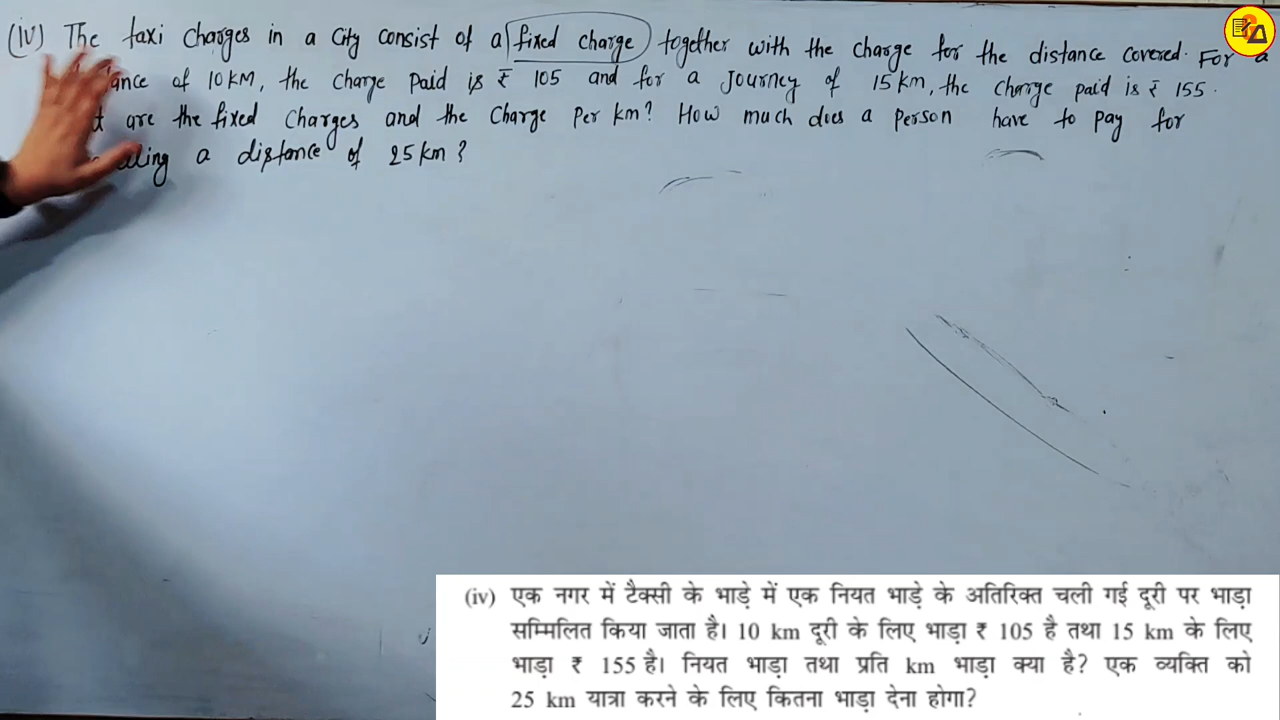 (iv) The taxi charges in a City consist of a fixed charge together with the charge for the distance covered. For a
of 10 KM, the charge paid is ₹ 105 and for a Journey of 15 km, the charge paid is ₹ 155.
are the fixed Charges and the Charge Per km? How much does a person have to pay for
a distance of 25 km?
(iv) एक नगर में टैक्सी के भाड़े में एक नियत भाड़े के अतिरिक्त चली गई दूरी पर भाड़ा
सम्मिलित किया जाता है। 10 km दूरी के लिए भाड़ा ₹ 105 है तथा 15 km के लिए
भाड़ा ₹ 155 है। नियत भाड़ा तथा प्रति km भाड़ा क्या है? एक व्यक्ति को
25 km यात्रा करने के लिए कितना भाड़ा देना होगा?